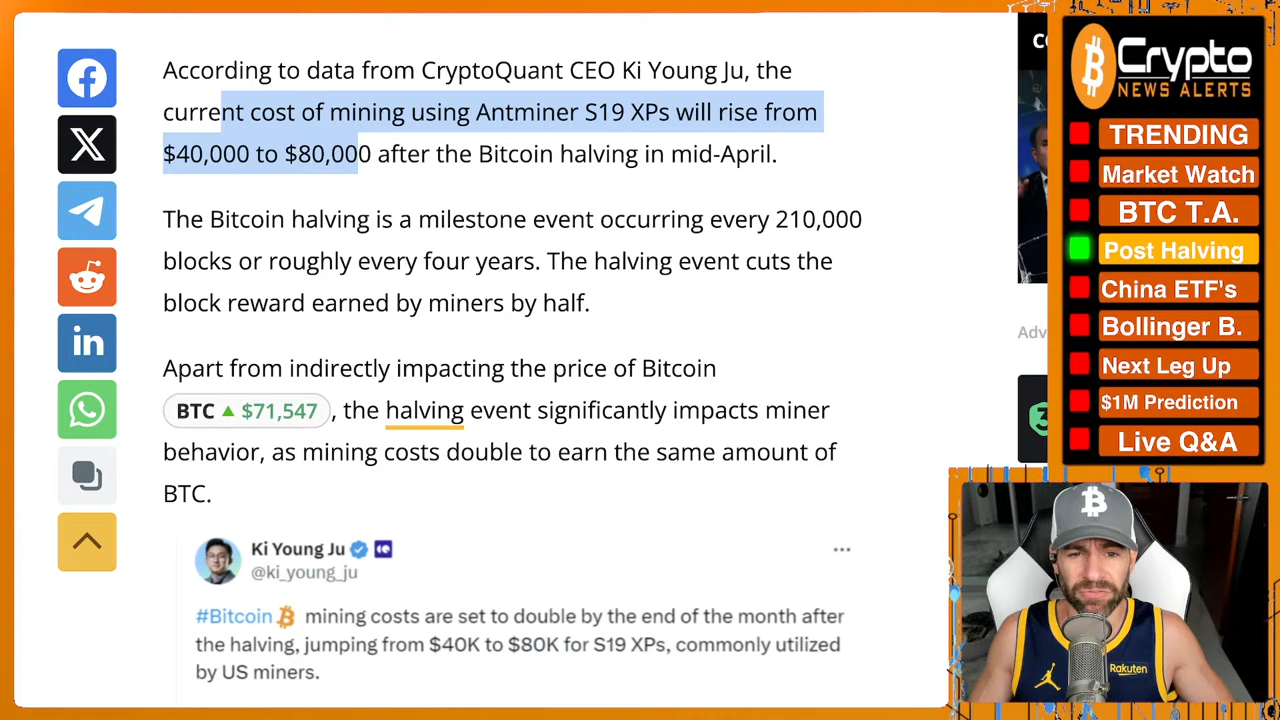 According to data from CryptoQuant CEO Ki Young Ju, the
current cost of mining using Antminer S19 XPs will rise from
$40,000 to $80,000 after the Bitcoin halving in mid-April.
The Bitcoin halving is a milestone event occurring every 210,000
blocks or roughly every four years. The halving event cuts the
block reward earned by miners by half.
Apart from indirectly impacting the price of Bitcoin
BTC ▲ $71,547 , the halving event significantly impacts miner
behavior, as mining costs double to earn the same amount of
BTC.
Ki Young Ju
@ki_young_ju
#Bitcoin mining costs are set to double by the end of the month after
the halving, jumping from $40K to $80K for S19 XPs, commonly utilized
by US miners.
Crypto
NEWS ALERTS
TRENDING
Market Watch
BTC T.A.
Post Halving
China ETF's
Bollinger B.
Next Leg Up
$1M Prediction
Live Q&A
Rakuten